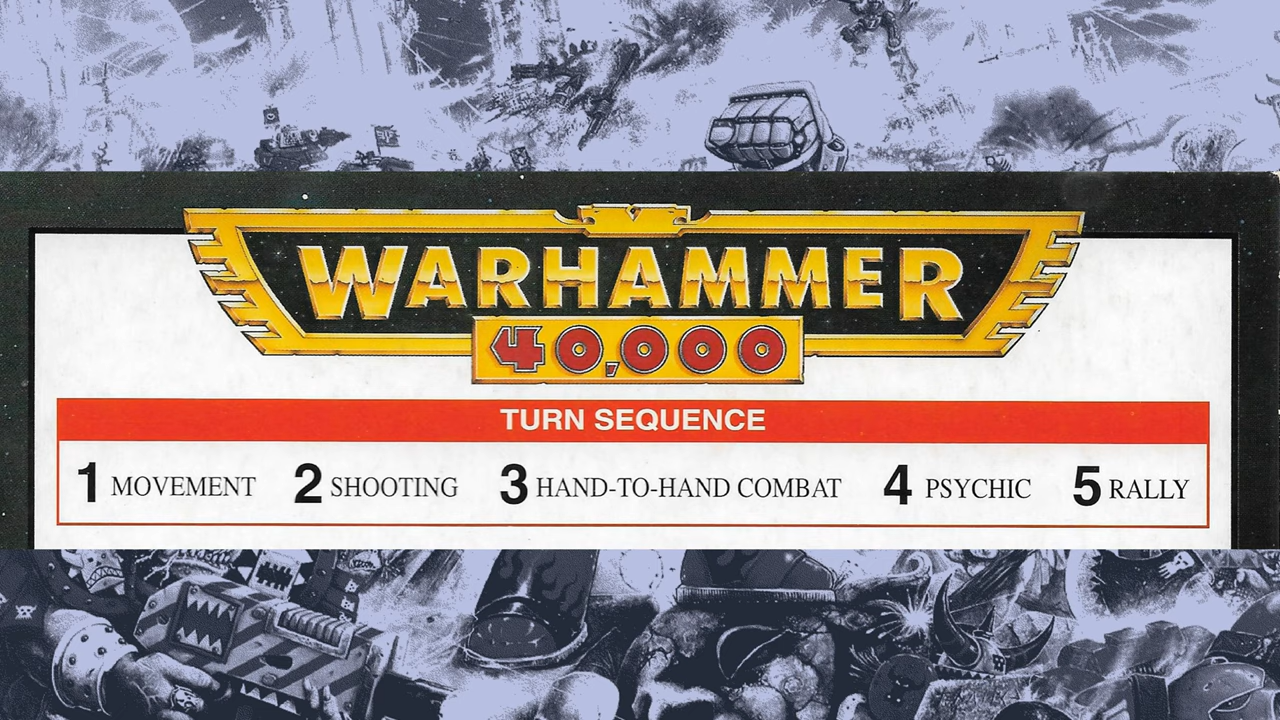 WARHAMMER
40,000
TURN SEQUENCE
1 MOVEMENT 2 SHOOTING 3 HAND-TO-HAND COMBAT 4 PSYCHIC 5 RALLY